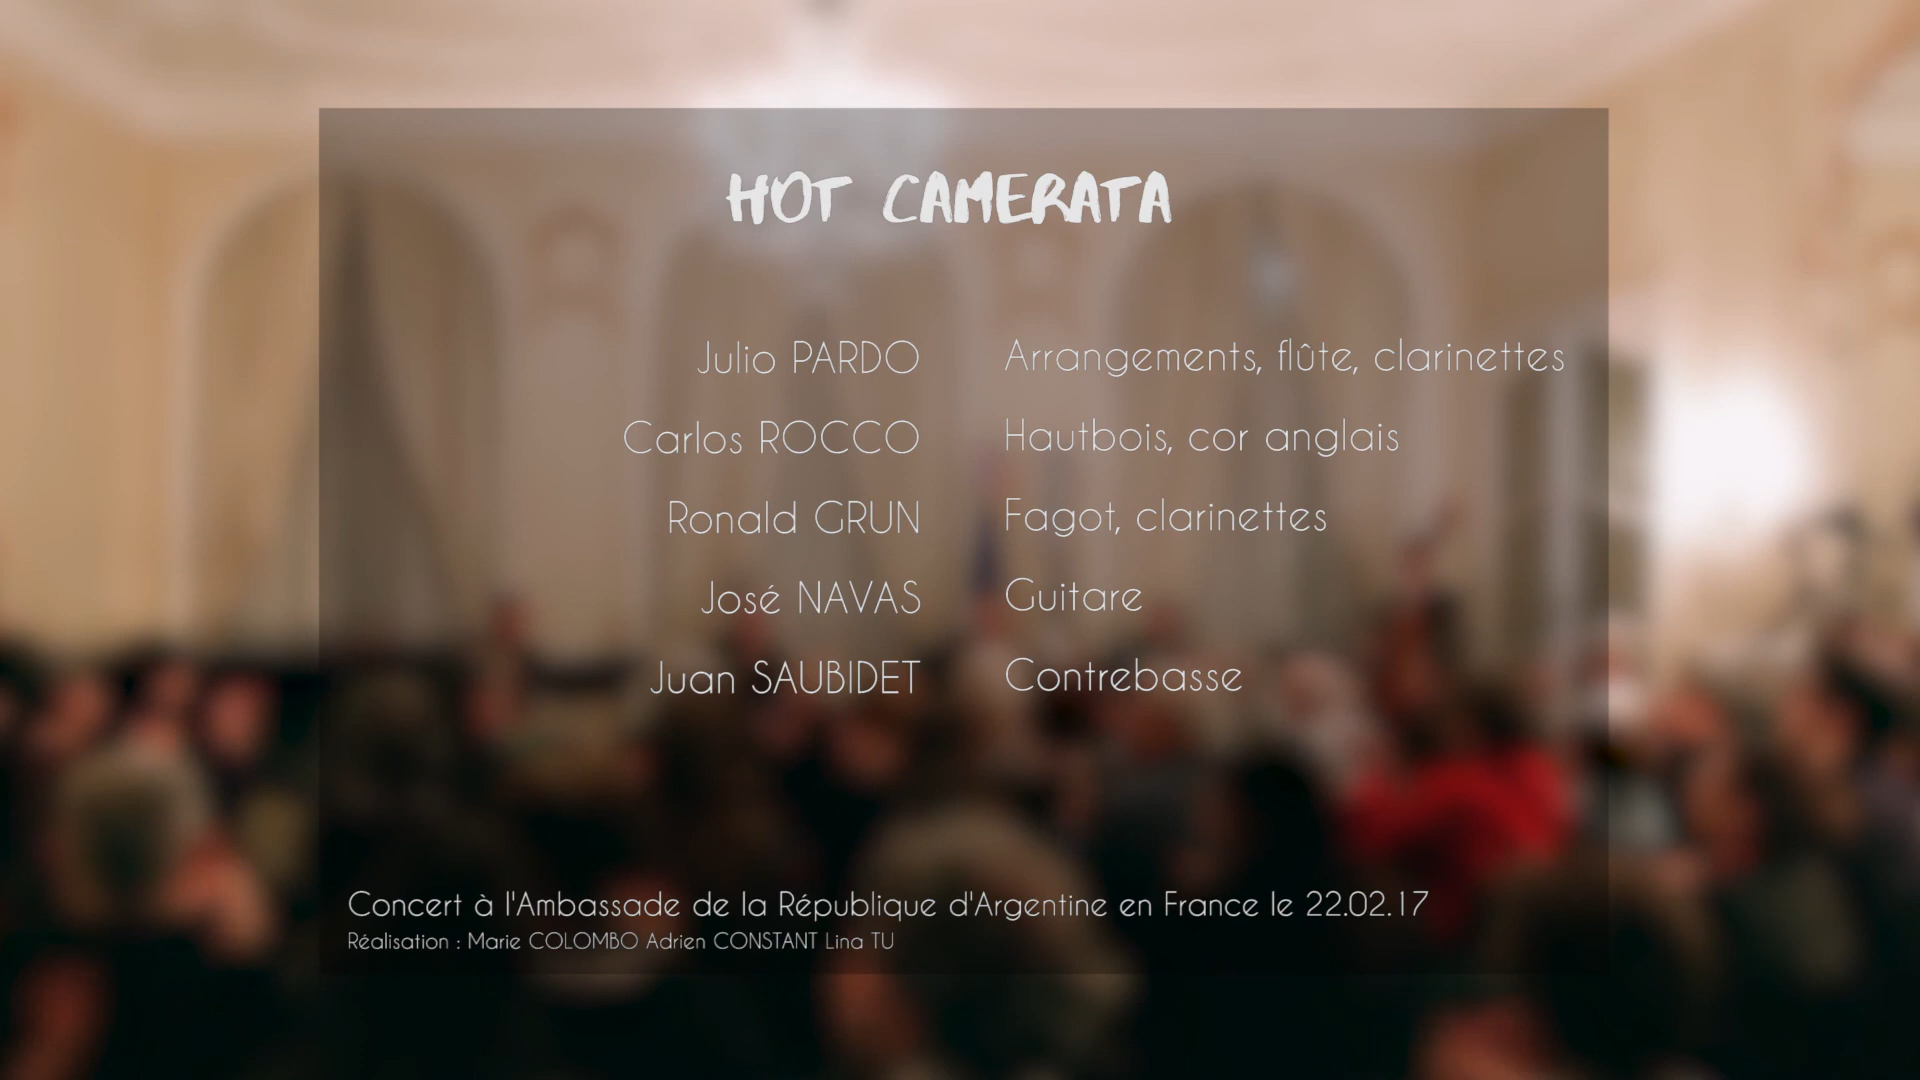 HOT CAMERATA
Julio PARDO Arrangements, flûte, clarinettes
Carlos ROCCO Hautbois, cor anglais
Ronald GRUN Fagot, clarinettes
José NAVAS Guitare
Juan SAUBIDET Contrebasse
Concert à l'Ambassade de la République d'Argentine en France le 22.02.17
Réalisation : Marie COLOMBO Adrien CONSTANT Lina TU